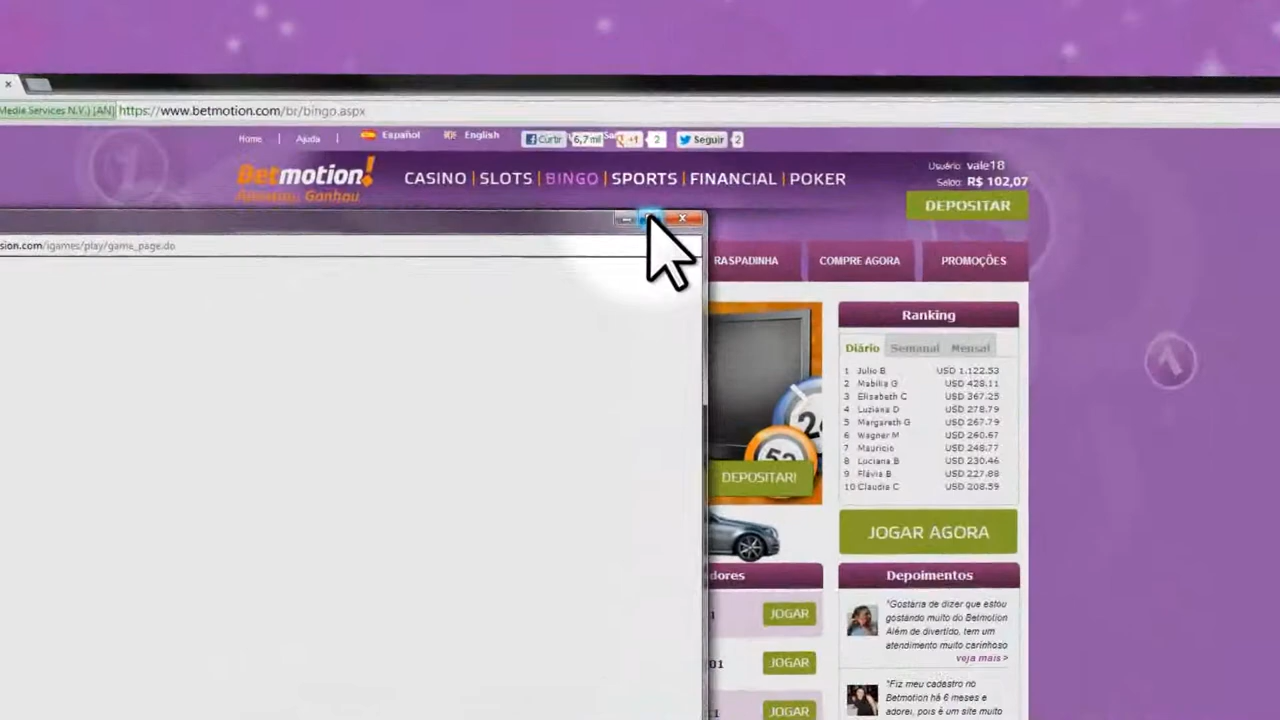 Media Services N.V.) [AN] https://www.betmotion.com/br/bingo.aspx
Home | Ajuda | Español English Curtir 6,7 mil +1 2 Seguir 2
Betmotion!
Apostou, Ganhou
CASINO | SLOTS | BINGO | SPORTS | FINANCIAL | POKER
Usuário: vale18
Saldo: R$ 102,07
DEPOSITAR
sion.com/igames/play/game_page.do
RASPADINHA COMPRE AGORA PROMOÇÕES
Ranking
Diário Semanal Mensal
1 Julio B USD 1.122.53
2 Mabilia G USD 428.11
3 Elisabeth C USD 367.25
4 Luziana D USD 278.79
5 Margareth G USD 267.79
6 Wagner M USD 260.67
7 Mauricio USD 248.77
8 Luciana B USD 230.46
9 Flávia B USD 227.88
10 Claudia C USD 208.59
DEPOSITAR!
JOGAR AGORA
dores
JOGAR
01 JOGAR
JOGAR
Depoimentos
"Gostaria de dizer que estou
gostando muito do Betmotion
Além de divertido, tem um
atendimento muito carinhoso
veja mais >
"Fiz meu cadastro no
Betmotion há 6 meses e
adorei, pois é um site muito